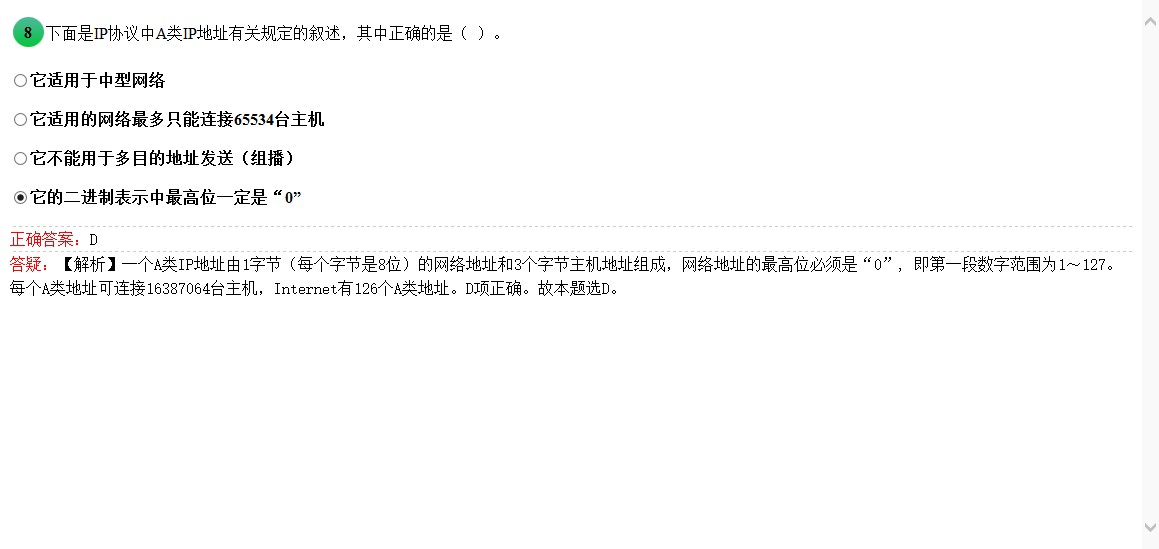 8 下面是IP协议中A类IP地址有关规定的叙述，其中正确的是（ ）。
它适用于中型网络
它适用的网络最多只能连接65534台主机
它不能用于多目的地址发送（组播）
它的二进制表示中最高位一定是“0”
正确答案：D
答疑：【解析】一个A类IP地址由1字节（每个字节是8位）的网络地址和3个字节主机地址组成，网络地址的最高位必须是“0”, 即第一段数字范围为1～127。
每个A类地址可连接16387064台主机，Internet有126个A类地址。D项正确。故本题选D。